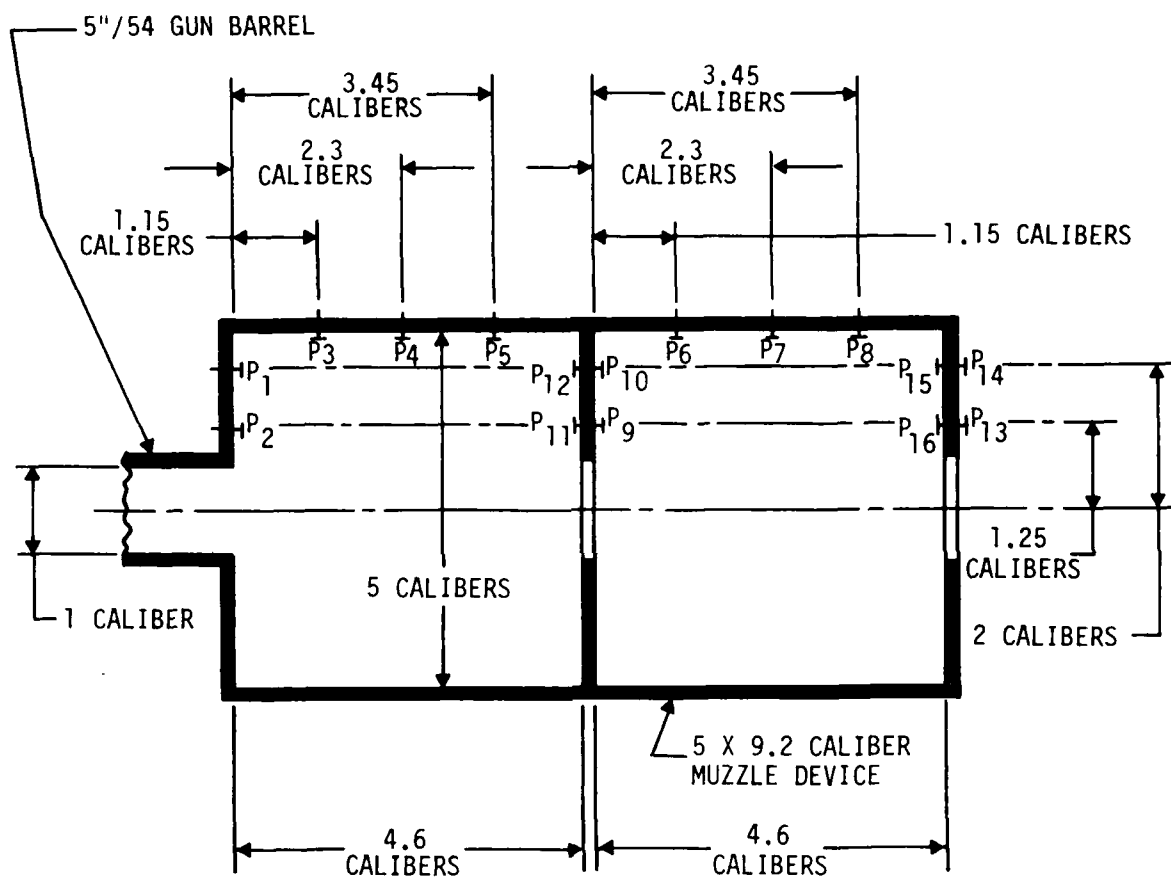 5"/54 GUN BARREL
3.45
CALIBERS
3.45
CALIBERS
2.3
CALIBERS
2.3
CALIBERS
1.15
CALIBERS
1.15 CALIBERS
P3
P4
P5
P6
P7
P8
P1
P12
P10
P15
P14
P2
P11
P9
P16
P13
5 CALIBERS
1.25
CALIBERS
1 CALIBER
2 CALIBERS
5 X 9.2 CALIBER
MUZZLE DEVICE
4.6
CALIBERS
4.6
CALIBERS